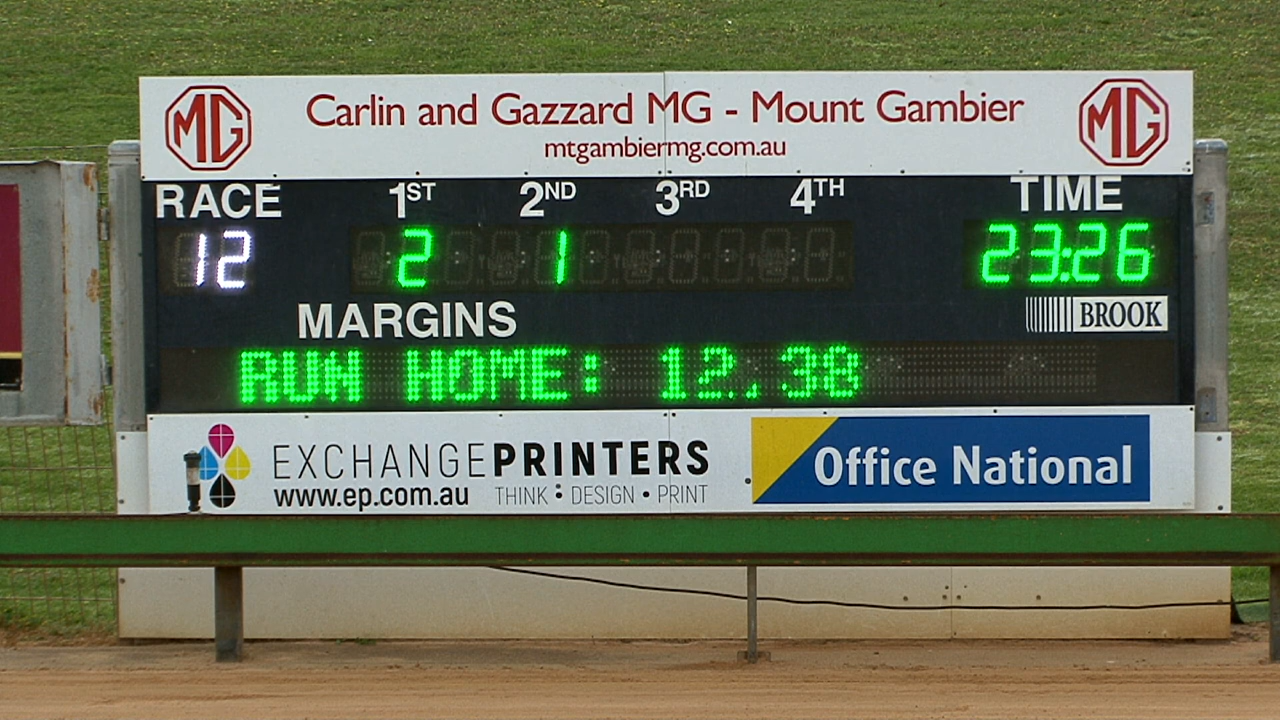 MG Carlin and Gazzard MG - Mount Gambier MG
mtgambiermg.com.au
RACE 1ST 2ND 3RD 4TH TIME
12 2 1 23:26
MARGINS BROOK
RUN HOME: 12.38
EXCHANGEPRINTERS Office National
www.ep.com.au THINK : DESIGN • PRINT